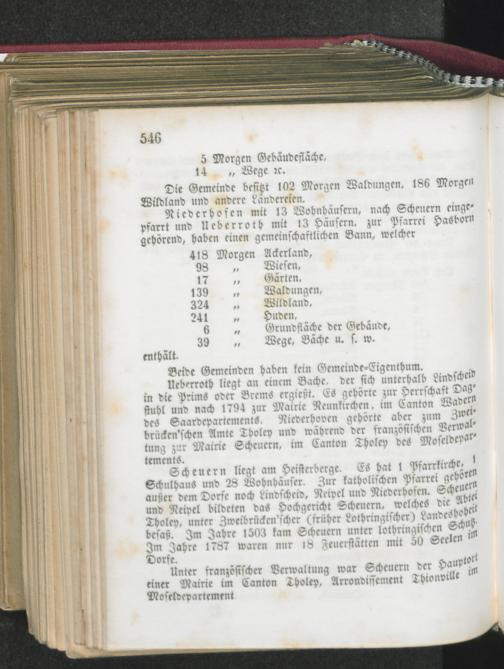 546
5 Morgen Gebäudefläche,
14 „ Wege ꝛc.
Die Gemeinde besitzt 102 Morgen Waldungen, 186 Morgen
Wildland und andere Ländereien.
Niederhofen mit 13 Wohnhäusern, nach Scheuern einge-
pfarrt und Ueberroth mit 13 Häusern, zur Pfarrei Hasborn
gehörend, haben einen gemeinschaftlichen Bann, welcher
418 Morgen Ackerland,
98 „ Wiesen,
17 „ Gärten,
139 „ Waldungen,
324 „ Wildland,
241 „ Huden,
6 „ Grundfläche der Gebäude,
39 „ Wege, Bäche u. s. w.
enthält.
Beide Gemeinden haben kein Gemeinde-Eigenthum.
Ueberroth liegt an einem Bache, der sich unterhalb Lindscheid
in die Prims oder Brems ergießt. Es gehörte zur Herrschaft Dag-
stuhl und nach 1794 zur Mairie Neunkirchen, im Canton Wadern
des Saardepartements. Niederhoven gehörte aber zum Zwei-
brücken'schen Amte Tholey und während der französischen Verwal-
tung zur Mairie Scheuern, im Canton Tholey des Moseldepar-
tements.
Scheuern liegt am Heisterberge. Es hat 1 Pfarrkirche, 1
Schulhaus und 28 Wohnhäuser. Zur katholischen Pfarrei gehören
außer dem Dorfe noch Lindscheid, Neipel und Niederhofen. Scheuern
und Neipel bildeten das Hochgericht Scheuern, welches die Abtei
Tholey, unter Zweibrücken'scher (früher Lothringischer) Landeshoheit
besaß. Im Jahre 1503 kam Scheuern unter lothringischen Schutz.
Im Jahre 1787 waren nur 18 Feuerstätten mit 50 Seelen im
Dorfe.
Unter französischer Verwaltung war Scheuern der Hauptort
einer Mairie im Canton Tholey, Arrondissement Thionville im
Moseldepartement